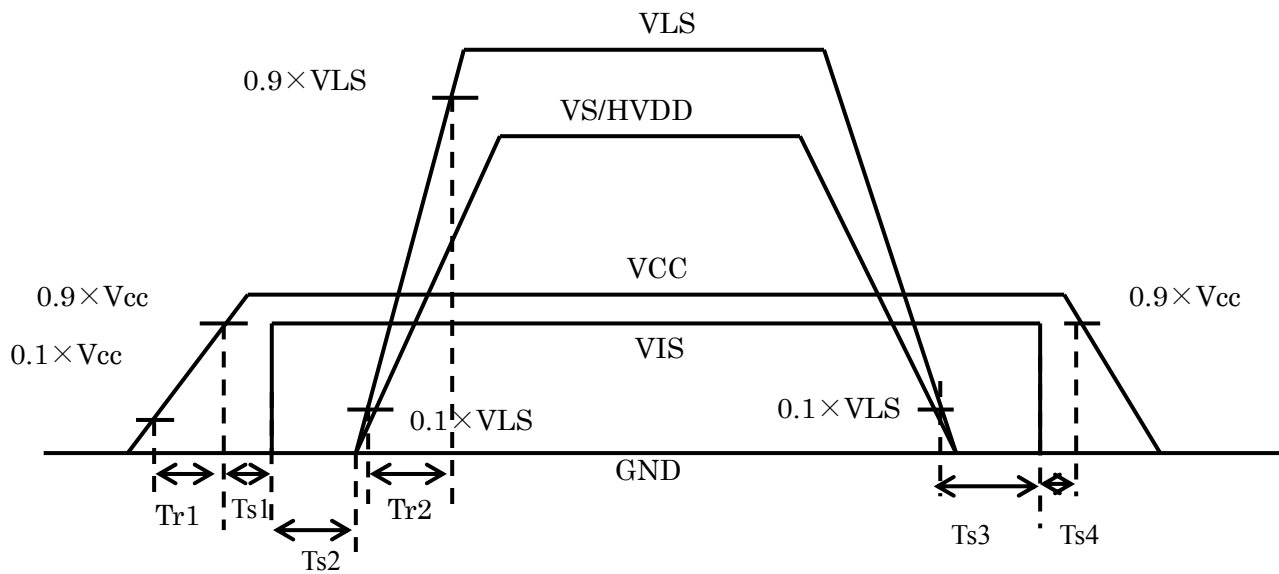 VLS
0.9×VLS
VS/HVDD
VCC
0.9×Vcc
0.9×Vcc
VIS
0.1×Vcc
0.1×VLS
0.1×VLS
GND
Tr1
Ts1
Tr2
Ts2
Ts3
Ts4